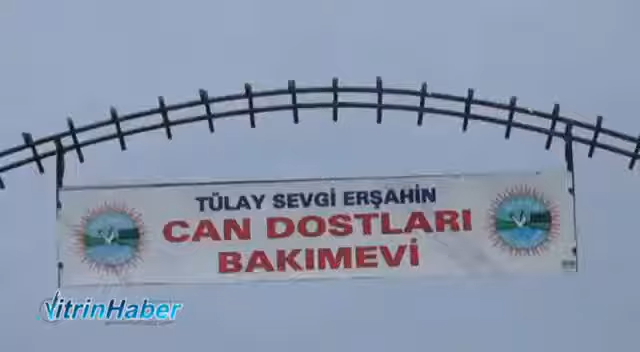 TÜLAY SEVGİ ERŞAHİN
CAN DOSTLARI
BAKIMEVİ
VitrinHaber